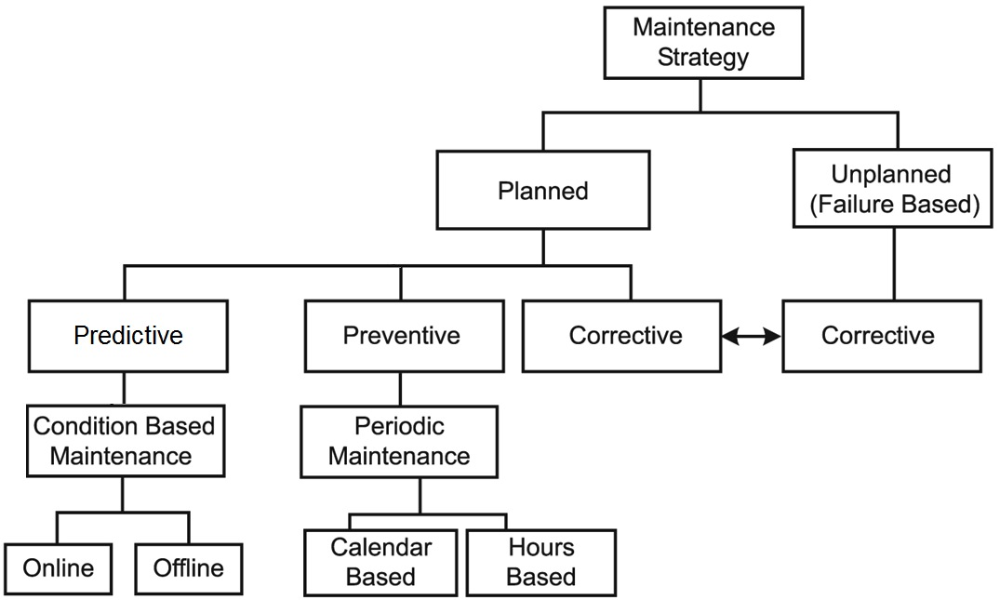 Maintenance
Strategy
Planned
Unplanned
(Failure Based)
Predictive
Preventive
Corrective
Corrective
Condition Based
Maintenance
Periodic
Maintenance
Online
Offline
Calendar
Based
Hours
Based